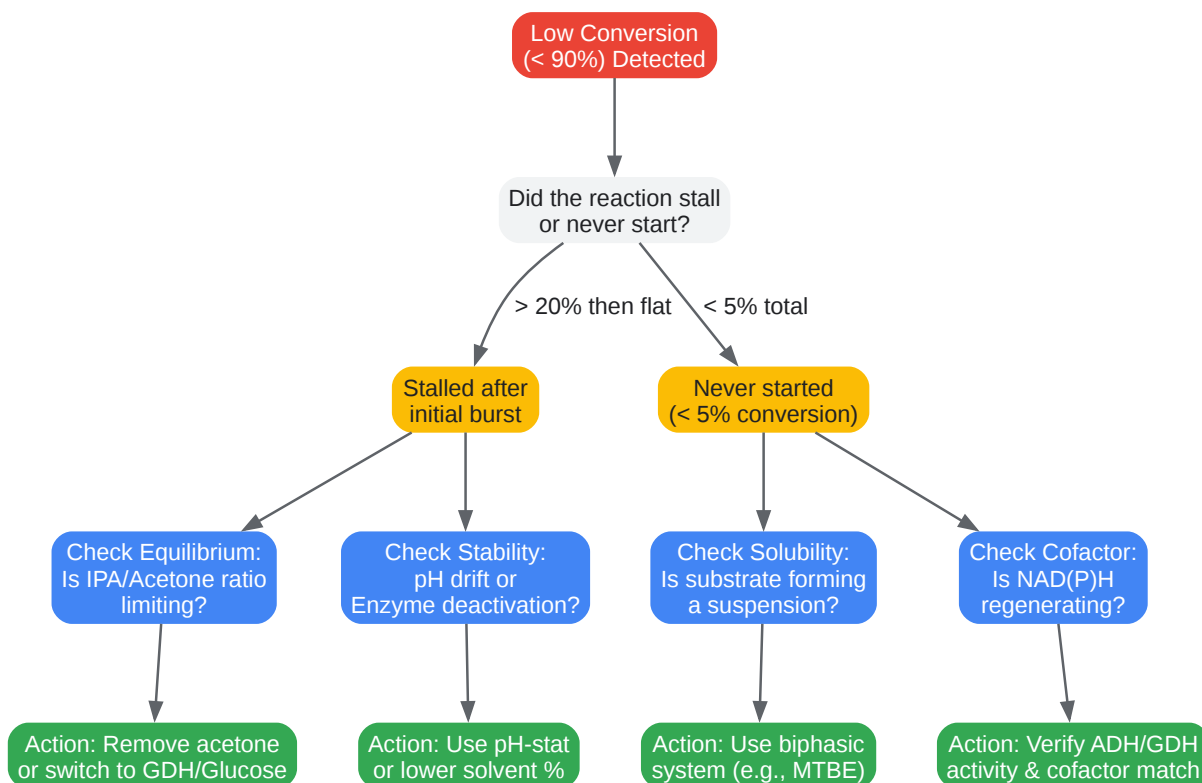 Low Conversion
(< 90%) Detected
Did the reaction stall
or never start?
> 20% then flat
< 5% total
Stalled after
initial burst
Never started
(< 5% conversion)
Check Equilibrium:
Is IPA/Acetone ratio
limiting?
Check Stability:
pH drift or
Enzyme deactivation?
Check Solubility:
Is substrate forming
a suspension?
Check Cofactor:
Is NAD(P)H
regenerating?
Action: Remove acetone
or switch to GDH/Glucose
Action: Use pH-stat
or lower solvent %
Action: Use biphasic
system (e.g., MTBE)
Action: Verify ADH/GDH
activity & cofactor match